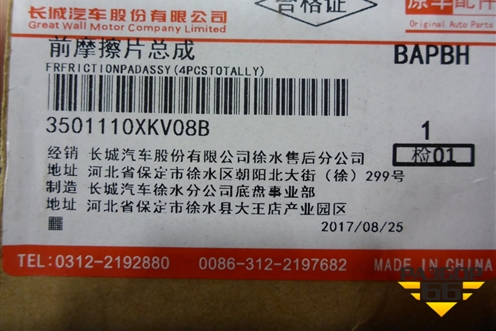 长城汽车股份有限公司
Great Wall Motor Company Limited
合格证
原车配件
Original Auto Parts
前摩擦片总成
BAPBH
FRFRICTIONPADASSY(4PCSTOTALLY)
3501110XKV08B
1
检01
经销 长城汽车股份有限公司徐水售后分公司
地址 河北省保定市徐水区朝阳北大街（徐）299号
制造 长城汽车徐水分公司底盘事业部
地址 河北省保定市徐水县大王店产业园区
2017/08/25
TEL:0312-2192880 0086-312-2197682 MADE IN CHINA